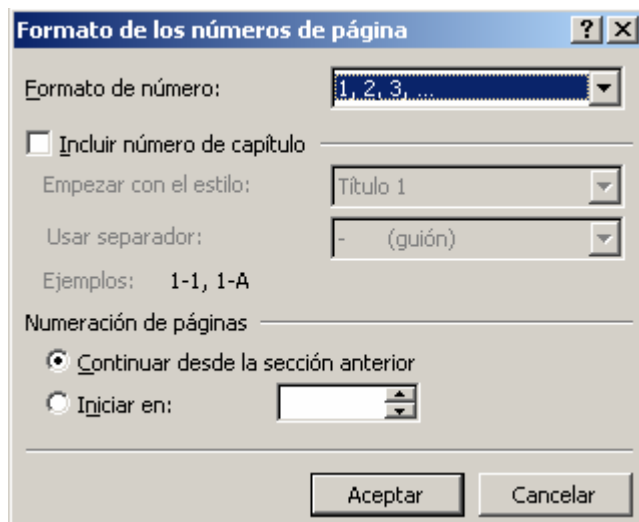 Formato de los números de página
Formato de número: 1, 2, 3, ...
Incluir número de capítulo
Empezar con el estilo: Título 1
Usar separador: - (guión)
Ejemplos: 1-1, 1-A
Numeración de páginas
Continuar desde la sección anterior
Iniciar en:
Aceptar Cancelar